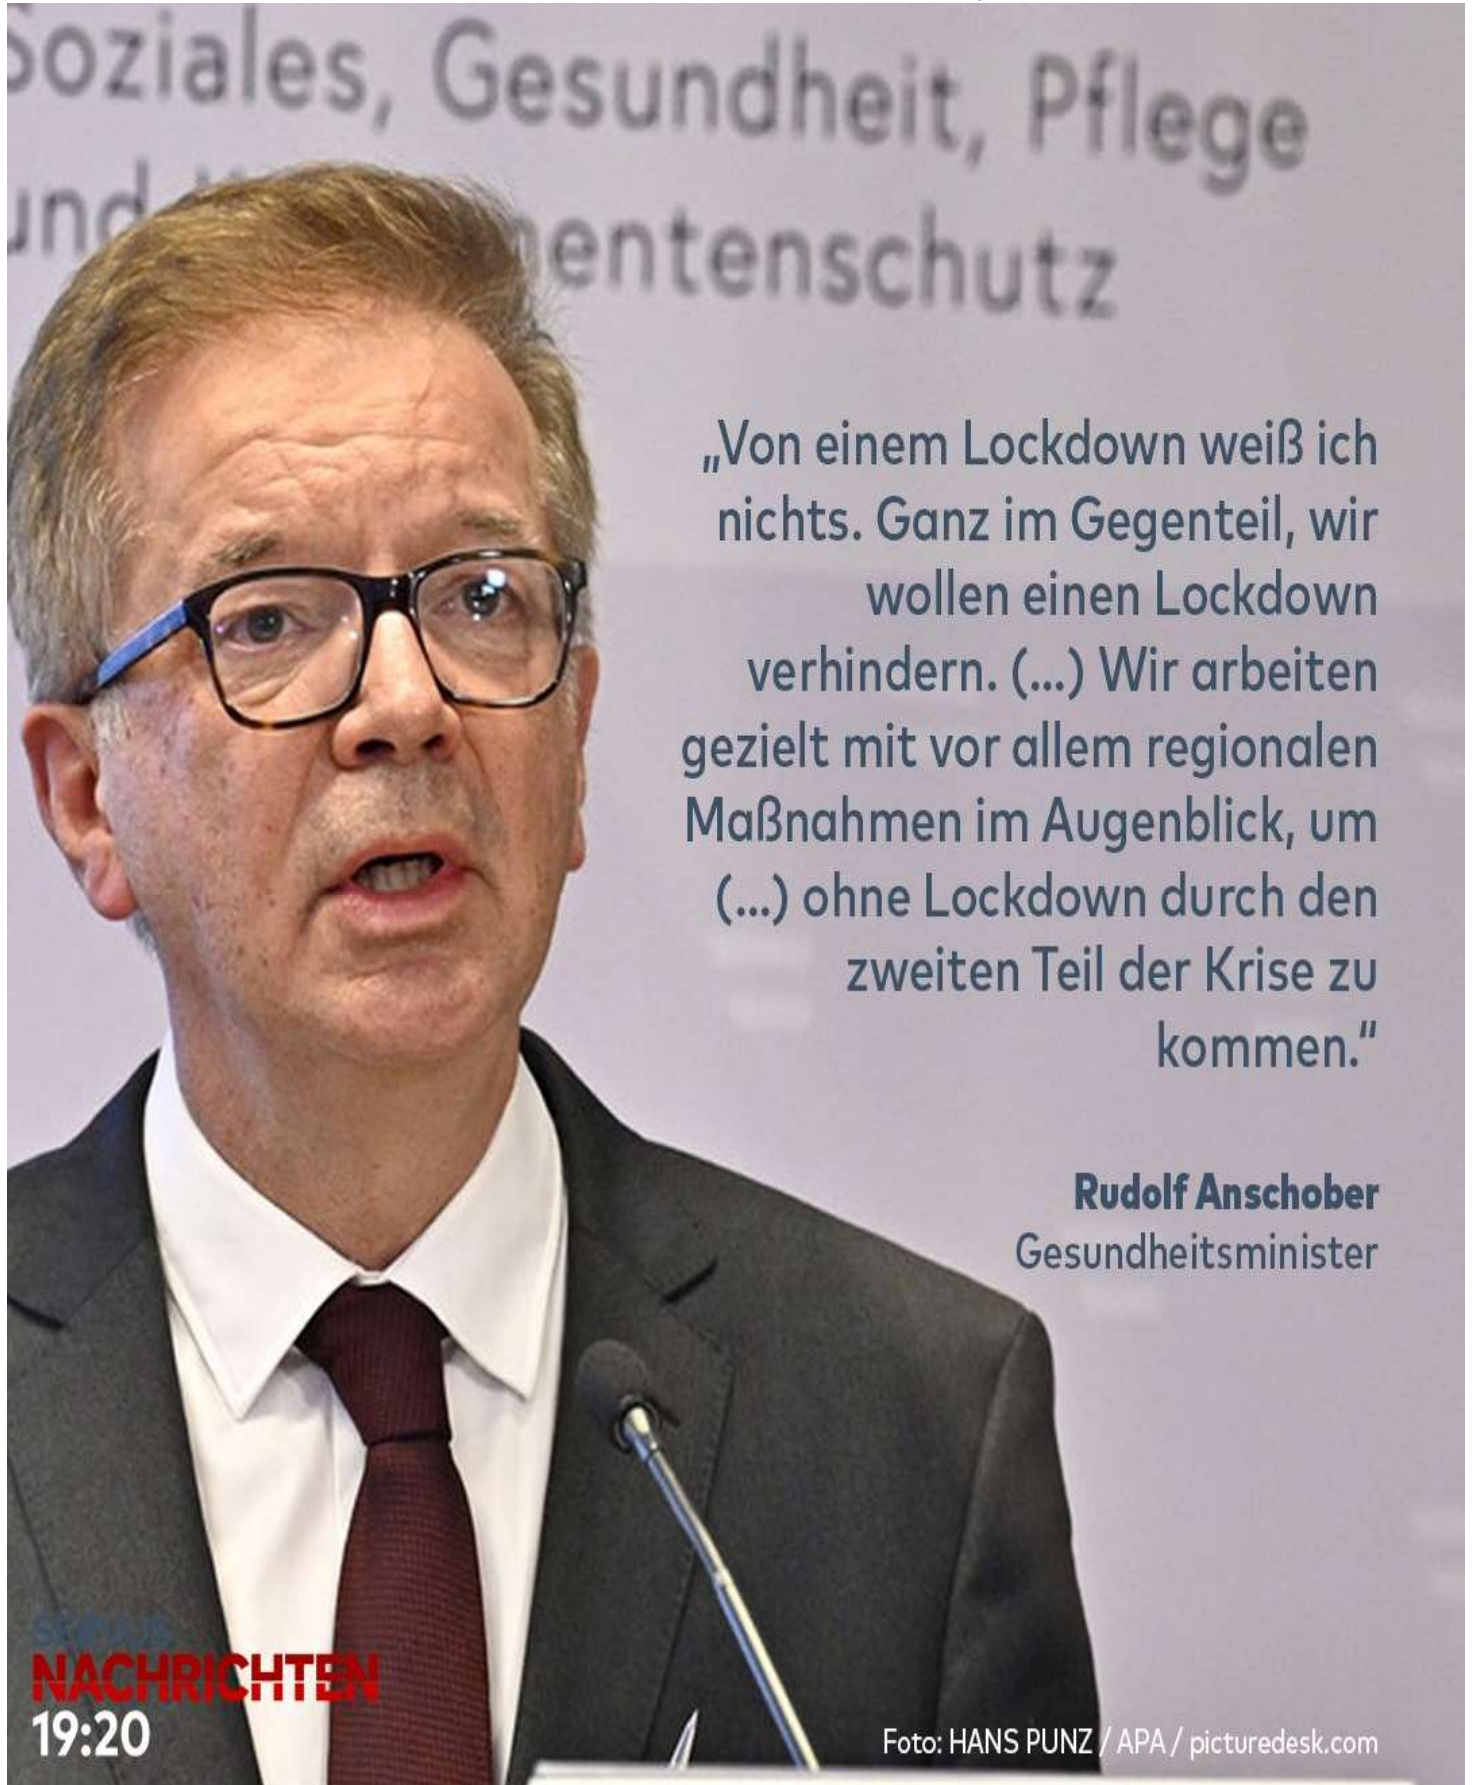 Soziales, Gesundheit, Pflege
und entenschutz
„Von einem Lockdown weiß ich
nichts. Ganz im Gegenteil, wir
wollen einen Lockdown
verhindern. (...) Wir arbeiten
gezielt mit vor allem regionalen
Maßnahmen im Augenblick, um
(...) ohne Lockdown durch den
zweiten Teil der Krise zu
kommen.“
Rudolf Anschober
Gesundheitsminister
NACHRICHTEN
19:20
Foto: HANS PUNZ / APA / picturedesk.com